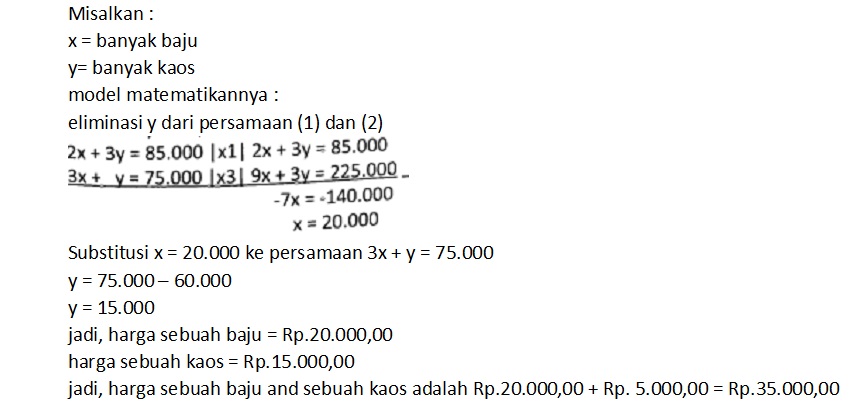 Misalkan :
x = banyak baju
y= banyak kaos
model matematikannya :
eliminasi y dari persamaan (1) dan (2)
2x + 3y = 85.000 |x1| 2x + 3y = 85.000
3x + y = 75.000 |x3| 9x + 3y = 225.000 -
-7x = -140.000
x = 20.000
Substitusi x = 20.000 ke persamaan 3x + y = 75.000
y = 75.000 – 60.000
y = 15.000
jadi, harga sebuah baju = Rp.20.000,00
harga sebuah kaos = Rp.15.000,00
jadi, harga sebuah baju and sebuah kaos adalah Rp.20.000,00 + Rp. 5.000,00 = Rp.35.000,00